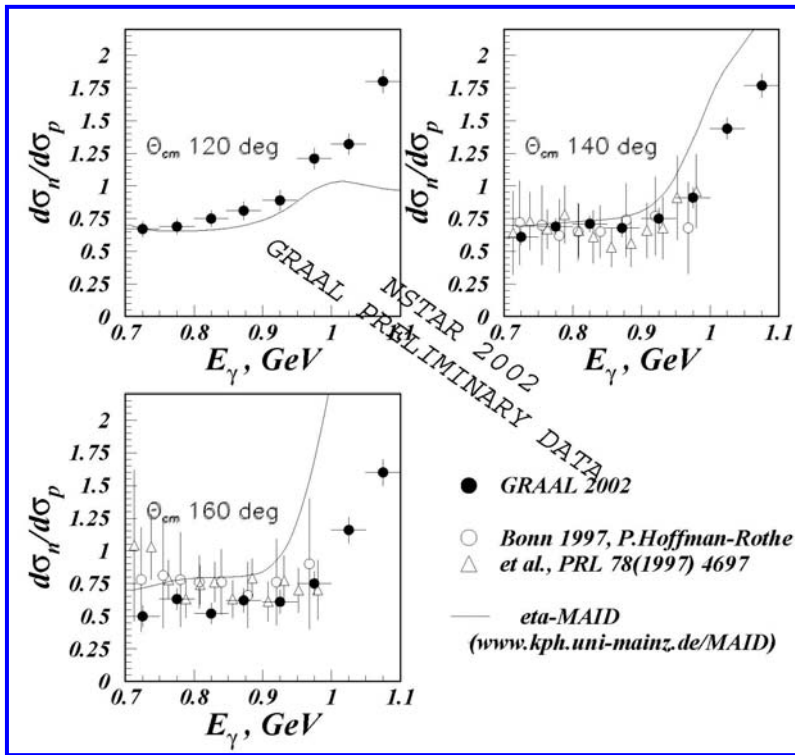 2
1.75
1.5
1.25
1
0.75
0.5
0.25
0
dσn/dσp
Θcm 120 deg
0.7 0.8 0.9 1 1.1
Eγ , GeV
2
1.75
1.5
1.25
1
0.75
0.5
0.25
0
dσn/dσp
Θcm 140 deg
0.7 0.8 0.9 1 1.1
Eγ , GeV
NSTAR 2002
GRAAL PRELIMINARY DATA
2
1.75
1.5
1.25
1
0.75
0.5
0.25
0
dσn/dσp
Θcm 160 deg
0.7 0.8 0.9 1 1.1
Eγ , GeV
GRAAL 2002
Bonn 1997, P.Hoffman-Rothe
et al., PRL 78(1997) 4697
eta-MAID
(www.kph.uni-mainz.de/MAID)